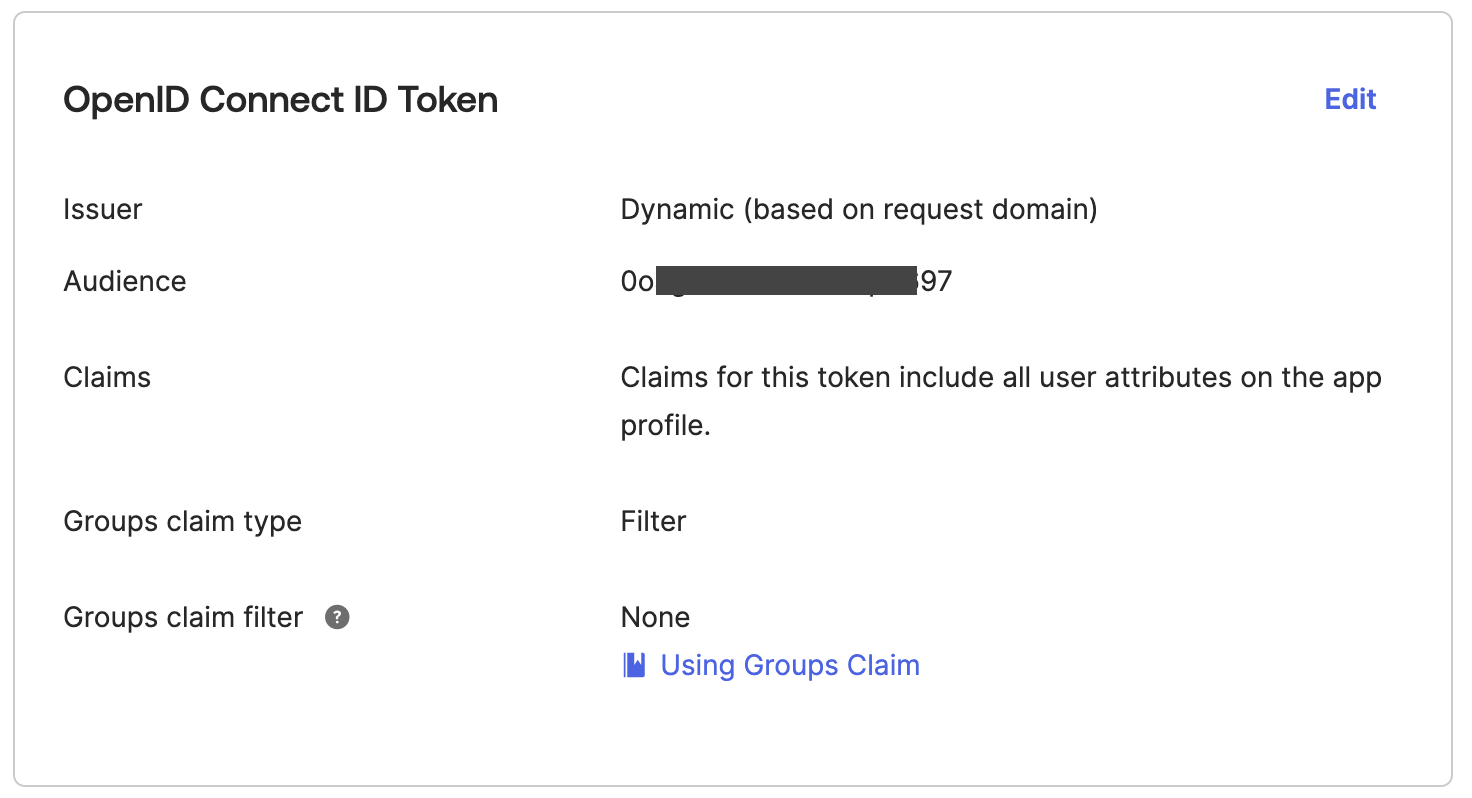 OpenID Connect ID Token
Edit
Issuer
Dynamic (based on request domain)
Audience
0o 97
Claims
Claims for this token include all user attributes on the app
profile.
Groups claim type
Filter
Groups claim filter ?
None
Using Groups Claim